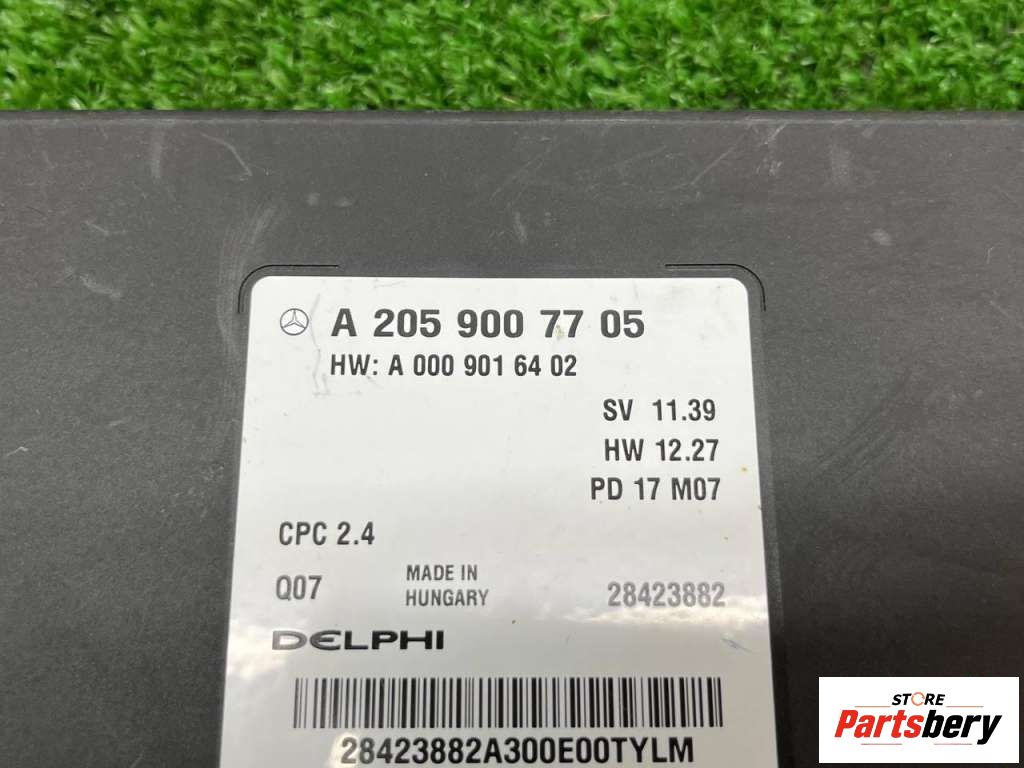 A 205 900 77 05
HW: A 000 901 64 02
SV 11.39
HW 12.27
PD 17 M07
CPC 2.4
Q07
MADE IN
HUNGARY
28423882
DELPHI
28423882A300E00TYLM
STORE
Partsbery